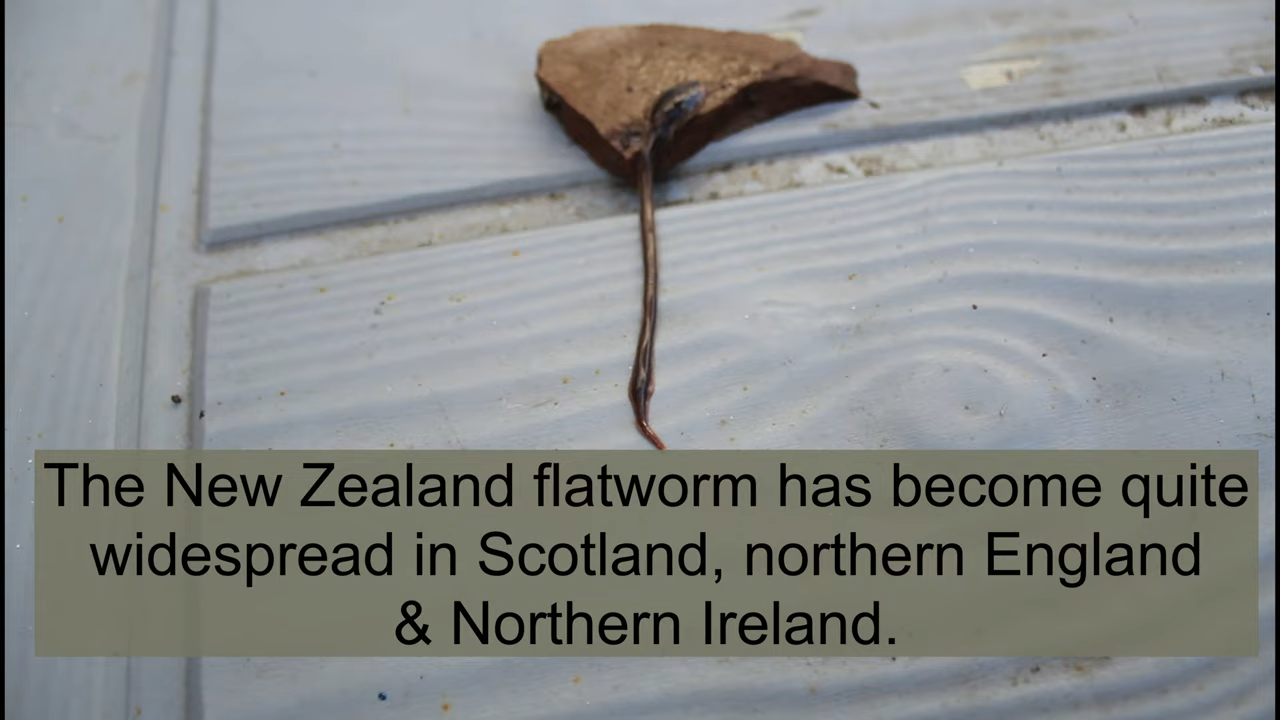 The New Zealand flatworm has become quite
widespread in Scotland, northern England
& Northern Ireland.